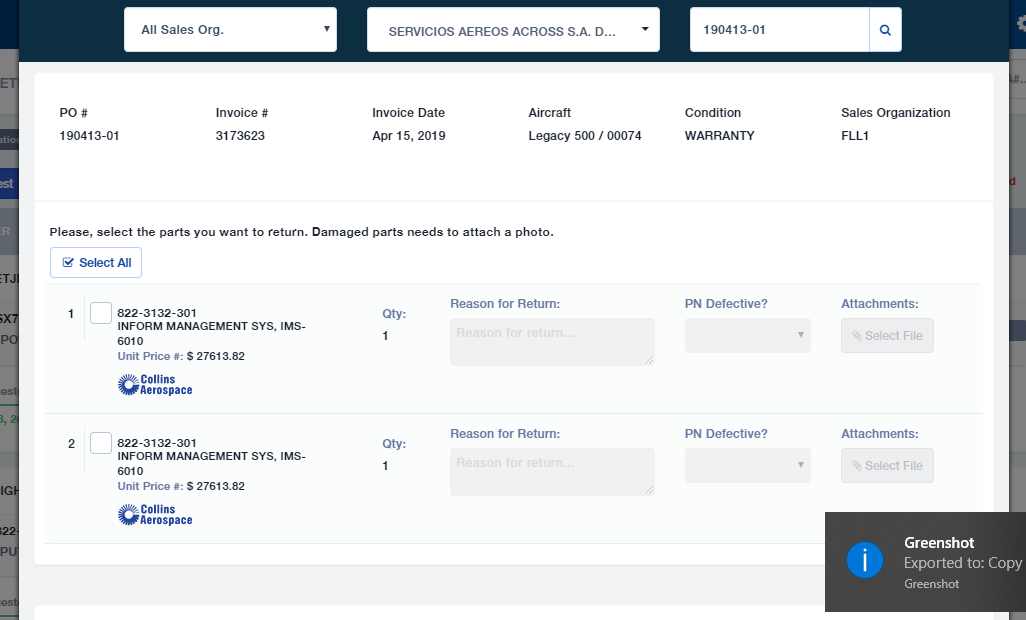 All Sales Org.
SERVICIOS AEREOS ACROSS S.A. D...
190413-01
PO #
Invoice #
Invoice Date
Aircraft
Condition
Sales Organization
190413-01
3173623
Apr 15, 2019
Legacy 500 / 00074
WARRANTY
FLL1
Please, select the parts you want to return. Damaged parts needs to attach a photo.
Select All
1
822-3132-301
INFORM MANAGEMENT SYS, IMS-
6010
Unit Price #: $ 27613.82
Collins
Aerospace
Qty:
1
Reason for Return:
Reason for return...
PN Defective?
Attachments:
Select File
2
822-3132-301
INFORM MANAGEMENT SYS, IMS-
6010
Unit Price #: $ 27613.82
Collins
Aerospace
Qty:
1
Reason for Return:
Reason for return...
PN Defective?
Attachments:
Select File
Greenshot
Exported to: Copy
Greenshot